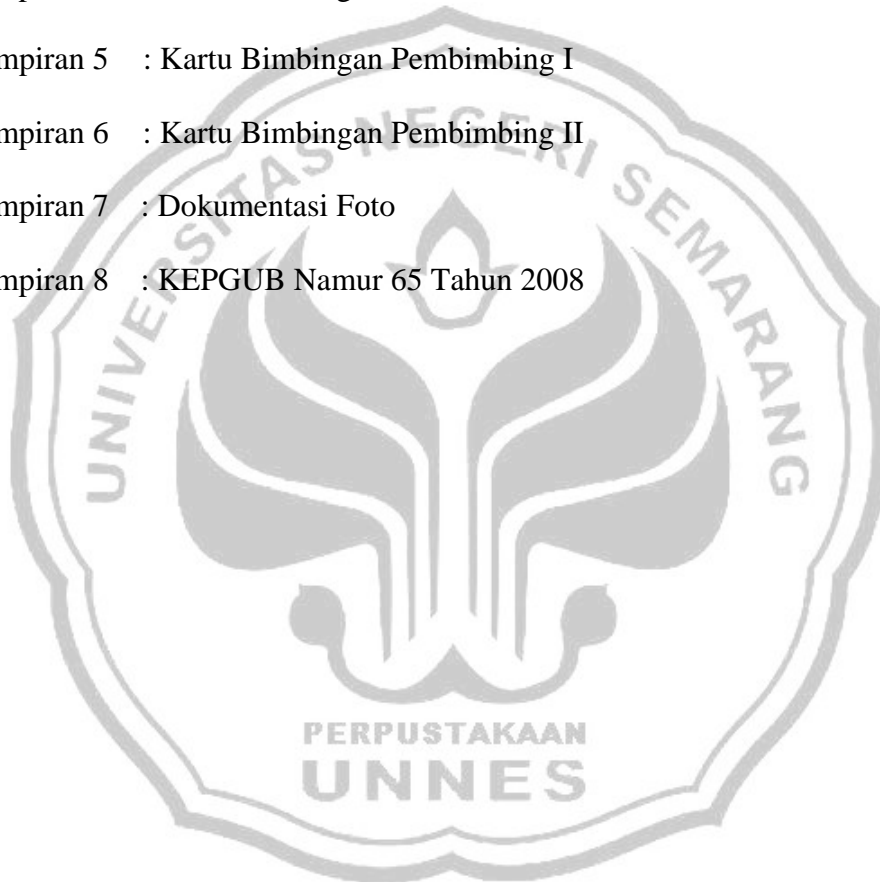 mpiran 5 : Kartu Bimbingan Pembimbing I
mpiran 6 : Kartu Bimbingan Pembimbing II
mpiran 7 : Dokumentasi Foto
mpiran 8 : KEPGUB Namur 65 Tahun 2008
UNIVERSITAS NEGERI SEMARANG
PERPUSTAKAAN
UNNES